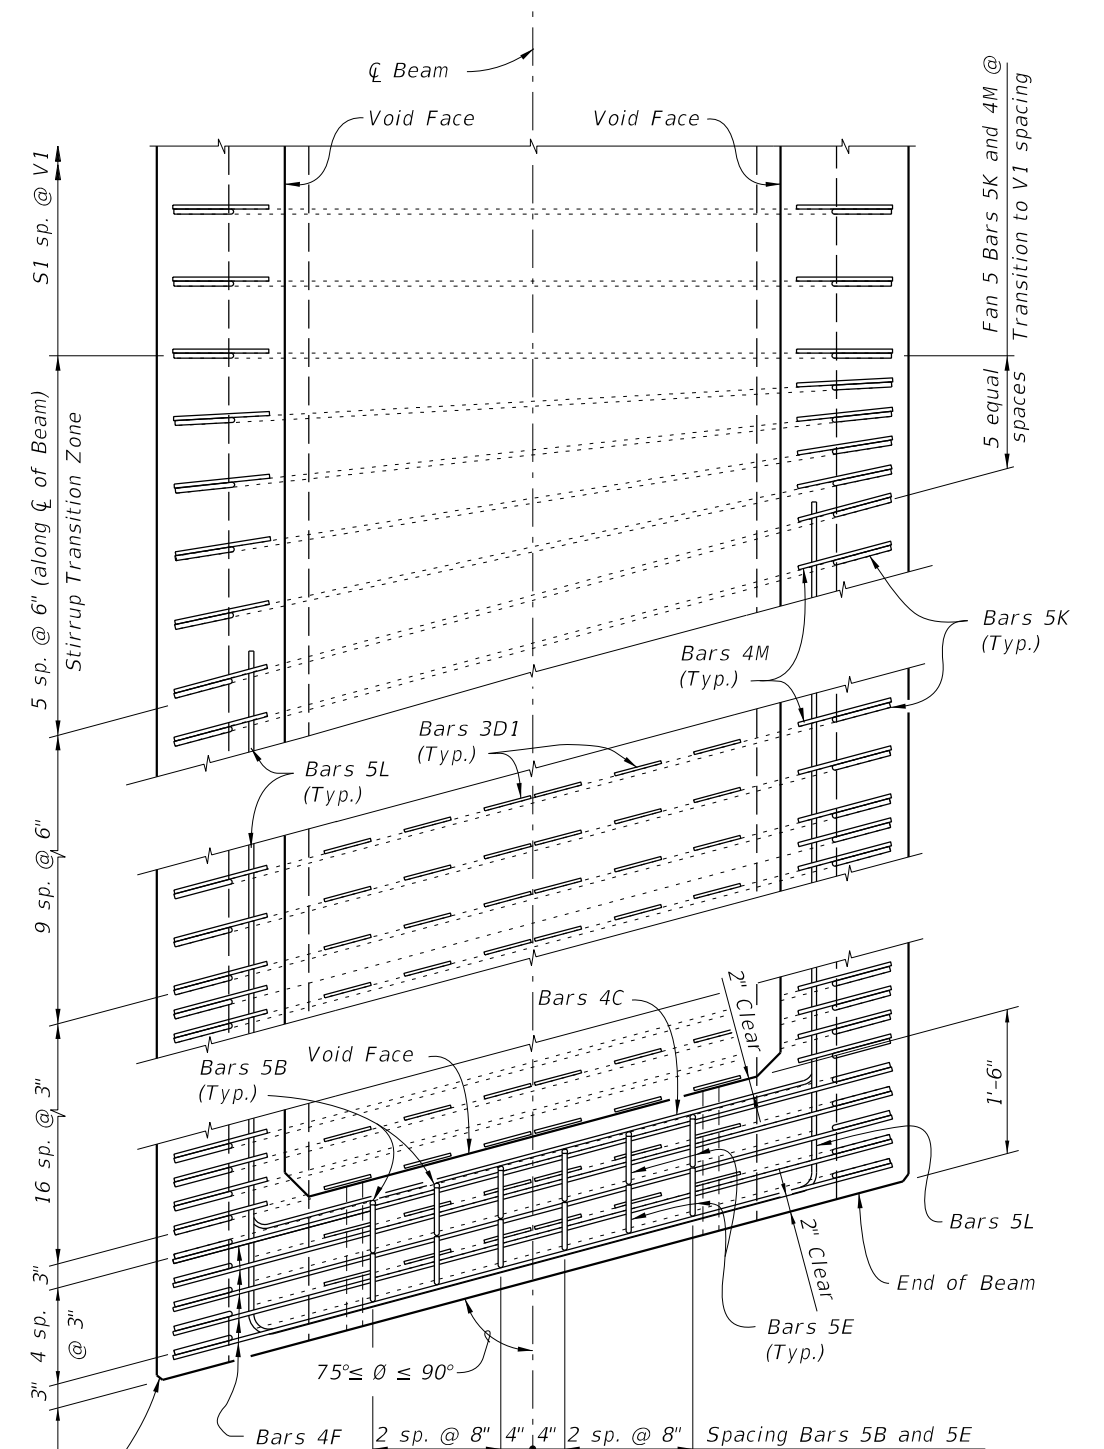 ℄ Beam
Void Face
Void Face
S1 sp. @ V1
Fan 5 Bars 5K and 4M @
Transition to V1 spacing
5 equal
spaces
5 sp. @ 6" (along ℄ of Beam)
Stirrup Transition Zone
Bars 5K
(Typ.)
Bars 4M
(Typ.)
Bars 3D1
(Typ.)
Bars 5L
(Typ.)
9 sp. @ 6"
2" Clear
Bars 4C
Void Face
Bars 5B
(Typ.)
1'-6"
16 sp. @ 3"
Bars 5L
2" Clear
End of Beam
3"
4 sp.
@ 3"
Bars 5E
(Typ.)
75°≤ Ø ≤ 90°
3"
Bars 4F
2 sp. @ 8"
4"
4"
2 sp. @ 8"
Spacing Bars 5B and 5E